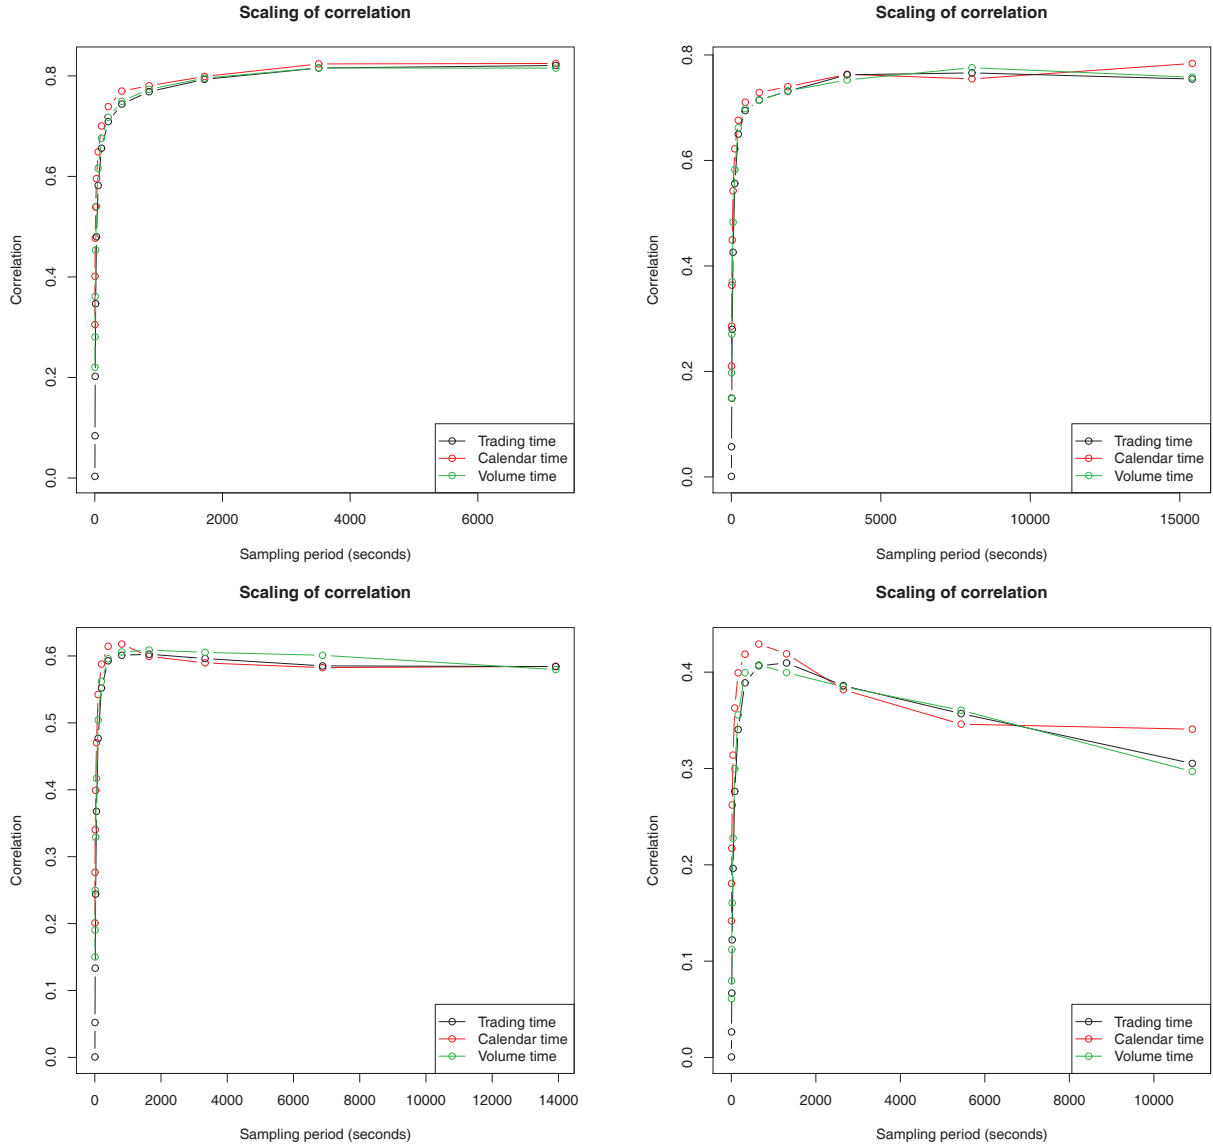 Scaling of correlation
Correlation
0.0 0.2 0.4 0.6 0.8
Trading time
Calendar time
Volume time
0 2000 4000 6000
Sampling period (seconds)
Scaling of correlation
Correlation
0.0 0.2 0.4 0.6 0.8
Trading time
Calendar time
Volume time
0 5000 10000 15000
Sampling period (seconds)
Scaling of correlation
Correlation
0.0 0.1 0.2 0.3 0.4 0.5 0.6
Trading time
Calendar time
Volume time
0 2000 4000 6000 8000 10000 12000 14000
Sampling period (seconds)
Scaling of correlation
Correlation
0.0 0.1 0.2 0.3 0.4
Trading time
Calendar time
Volume time
0 2000 4000 6000 8000 10000
Sampling period (seconds)